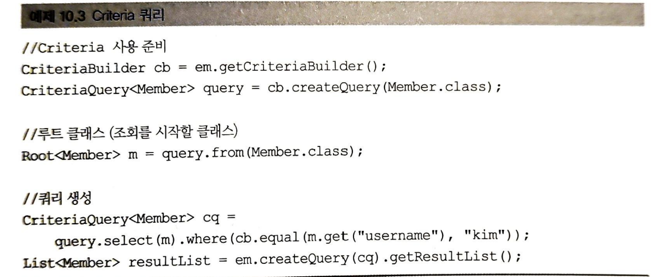 예제 10.3 Criteria 쿼리
//Criteria 사용 준비
CriteriaBuilder cb = em.getCriteriaBuilder();
CriteriaQuery<Member> query = cb.createQuery(Member.class);
//루트 클래스 (조회를 시작할 클래스)
Root<Member> m = query.from(Member.class);
//쿼리 생성
CriteriaQuery<Member> cq =
query.select(m).where(cb.equal(m.get("username"), "kim"));
List<Member> resultList = em.createQuery(cq).getResultList();